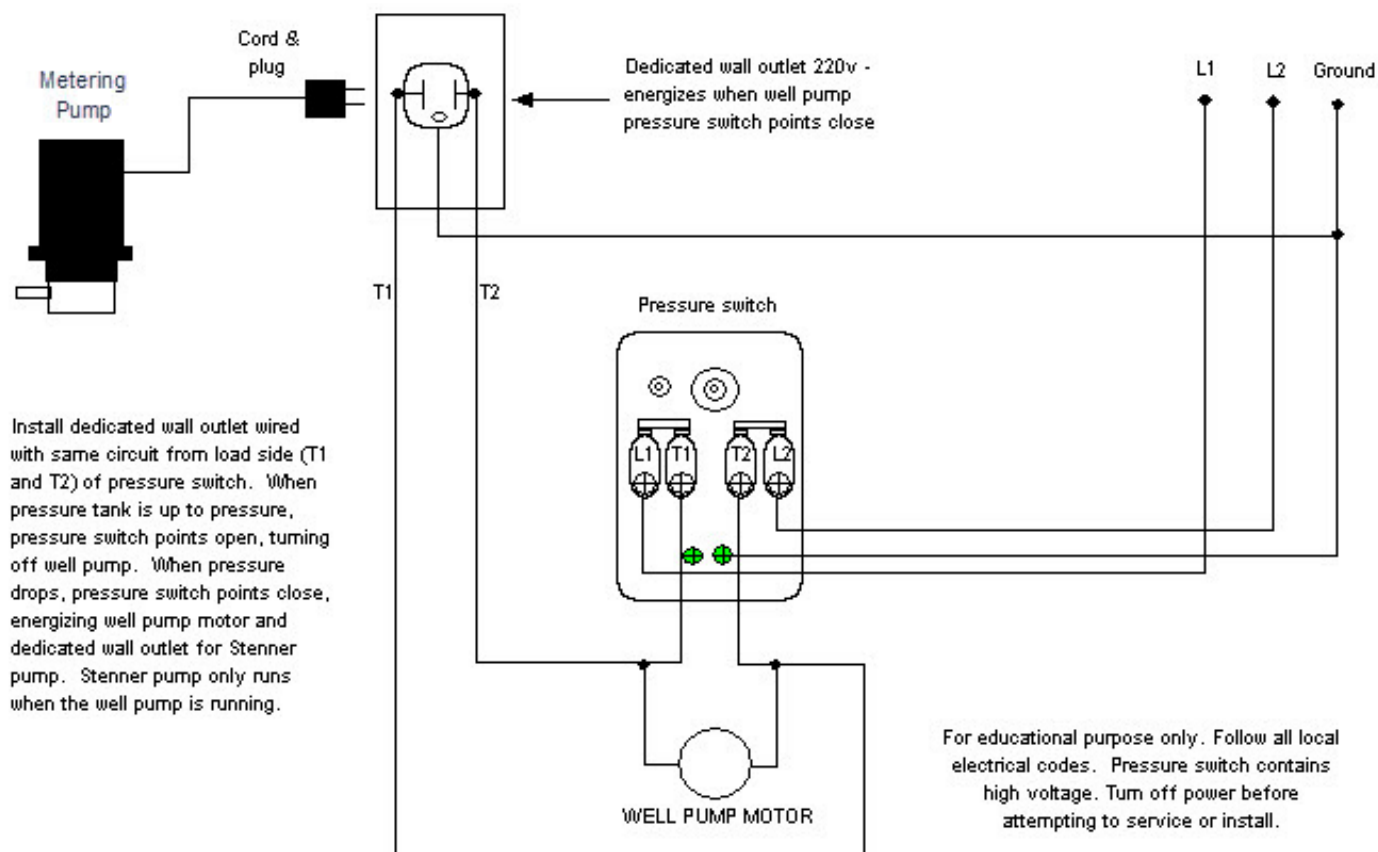 Cord &
plug
Metering
Pump
Dedicated wall outlet 220v -
energizes when well pump
pressure switch points close
L1
L2
Ground
T1
T2
Pressure switch
L1
T1
T2
L2
Install dedicated wall outlet wired
with same circuit from load side (T1
and T2) of pressure switch. When
pressure tank is up to pressure,
pressure switch points open, turning
off well pump. When pressure
drops, pressure switch points close,
energizing well pump motor and
dedicated wall outlet for Stenner
pump. Stenner pump only runs
when the well pump is running.
WELL PUMP MOTOR
For educational purpose only. Follow all local
electrical codes. Pressure switch contains
high voltage. Turn off power before
attempting to service or install.